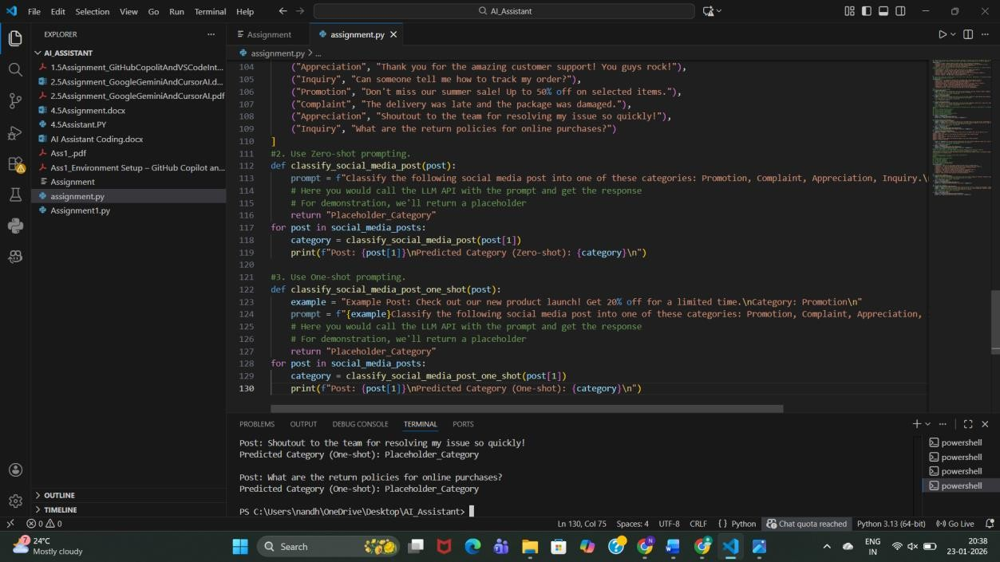 File Edit Selection View Go Run Terminal Help
AI_Assistant
EXPLORER
AI_ASSISTANT
1.5Assignment_GitHubCopolitAndVSCodeInt...
2.5Assignment_GoogleGeminiAndCursorAI.d...
2.5Assignment_GoogleGeminiAndCursorAI.pdf
4.5Assignment.docx
4.5Assistant.PY
AI Assistant Coding.docx
Ass1_.pdf
Ass1_Environment Setup – GitHub Copilot an...
Assignment
assignment.py
Assignment1.py
OUTLINE
TIMELINE
Assignment
assignment.py
assignment.py > ...
104 ("Appreciation", "Thank you for the amazing customer support! You guys rock!"),
105 ("Inquiry", "Can someone tell me how to track my order?"),
106 ("Promotion", "Don't miss our summer sale! Up to 50% off on selected items."),
107 ("Complaint", "The delivery was late and the package was damaged."),
108 ("Appreciation", "Shoutout to the team for resolving my issue so quickly!"),
109 ("Inquiry", "What are the return policies for online purchases?")
110 ]
111 #2. Use Zero-shot prompting.
112 def classify_social_media_post(post):
113 prompt = f"Classify the following social media post into one of these categories: Promotion, Complaint, Appreciation, Inquiry.\
114 # Here you would call the LLM API with the prompt and get the response
115 # For demonstration, we'll return a placeholder
116 return "Placeholder_Category"
117 for post in social_media_posts:
118 category = classify_social_media_post(post[1])
119 print(f"Post: {post[1]}\nPredicted Category (Zero-shot): {category}\n")
120
121 #3. Use One-shot prompting.
122 def classify_social_media_post_one_shot(post):
123 example = "Example Post: Check out our new product launch! Get 20% off for a limited time.\nCategory: Promotion\n"
124 prompt = f"{example}Classify the following social media post into one of these categories: Promotion, Complaint, Appreciation,
125 # Here you would call the LLM API with the prompt and get the response
126 # For demonstration, we'll return a placeholder
127 return "Placeholder_Category"
128 for post in social_media_posts:
129 category = classify_social_media_post_one_shot(post[1])
130 print(f"Post: {post[1]}\nPredicted Category (One-shot): {category}\n")
PROBLEMS OUTPUT DEBUG CONSOLE TERMINAL PORTS
Post: Shoutout to the team for resolving my issue so quickly!
Predicted Category (One-shot): Placeholder_Category
Post: What are the return policies for online purchases?
Predicted Category (One-shot): Placeholder_Category
PS C:\Users\nandh\OneDrive\Desktop\AI_Assistant>
powershell
powershell
powershell
powershell
0 0
Ln 130, Col 75 Spaces: 4 UTF-8 CRLF {} Python Chat quota reached Python 3.13 (64-bit) Go Live
7
24°C
Mostly cloudy
Search
N
ENG
IN
20:38
23-01-2026